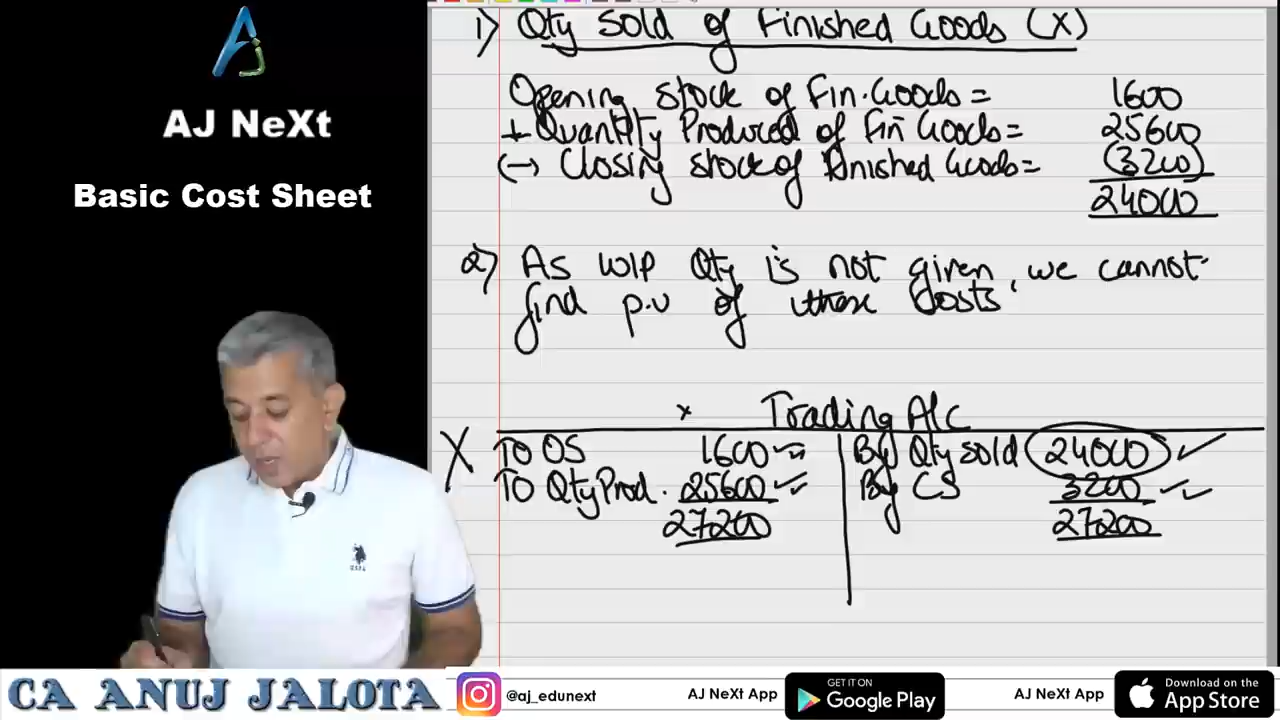 AJ NeXt
Basic Cost Sheet
1) Qty Sold of Finished Goods (X)
Opening stock of Fin. Goods = 1600
+ Quantity Produced of Fin Goods = 25600
(-) Closing stock of Finished Goods = (3200)
24000
2) As WIP Qty is not given, we cannot
find p.u of these Costs.
x Trading A/c
X To OS 1600 By Qty sold 24000
To Qty Prod. 25600 By CS 3200
27200 27200
CA ANUJ JALOTA @aj_edunext AJ NeXt App GET IT ON Google Play AJ NeXt App Download on the App Store